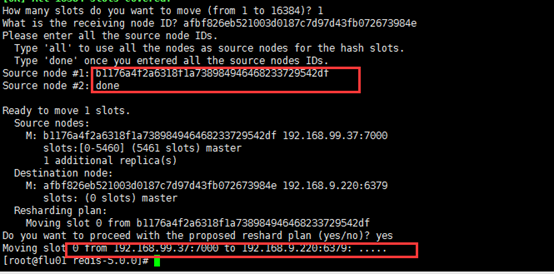 [OK] All 16384 slots covered.
How many slots do you want to move (from 1 to 16384)? 1
What is the receiving node ID? afbf826eb521003d0187c7d97d43fb072673984e
Please enter all the source node IDs.
Type 'all' to use all the nodes as source nodes for the hash slots.
Type 'done' once you entered all the source nodes IDs.
Source node #1: b1176a4f2a6318f1a738984946468233729542df
Source node #2: done
Ready to move 1 slots.
Source nodes:
M: b1176a4f2a6318f1a738984946468233729542df 192.168.99.37:7000
slots:[0-5460] (5461 slots) master
1 additional replica(s)
Destination node:
M: afbf826eb521003d0187c7d97d43fb072673984e 192.168.9.220:6379
slots: (0 slots) master
Resharding plan:
Moving slot 0 from b1176a4f2a6318f1a738984946468233729542df
Do you want to proceed with the proposed reshard plan (yes/no)? yes
Moving slot 0 from 192.168.99.37:7000 to 192.168.9.220:6379: .....
[root@flu01 redis-5.0.0]#